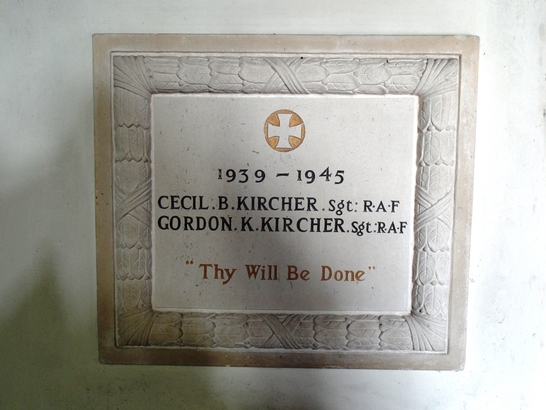 1939 - 1945
CECIL.B.KIRCHER.Sgt: R·A·F
GORDON.K.KIRCHER.Sgt:R·A·F
"Thy Will Be Done"